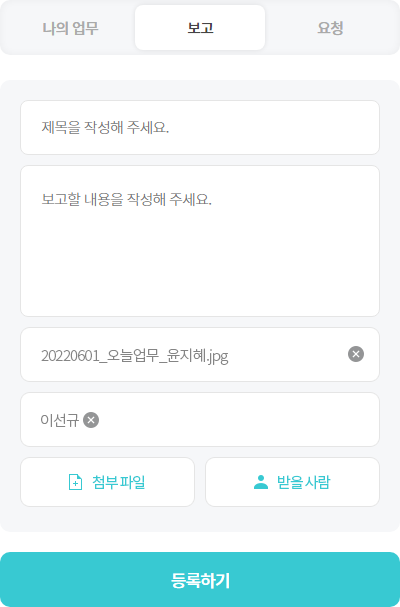 나의 업무
보고
요청
제목을 작성해 주세요.
보고할 내용을 작성해 주세요.
20220601_오늘업무_윤지혜.jpg
이선규
첨부파일
받을사람
등록하기